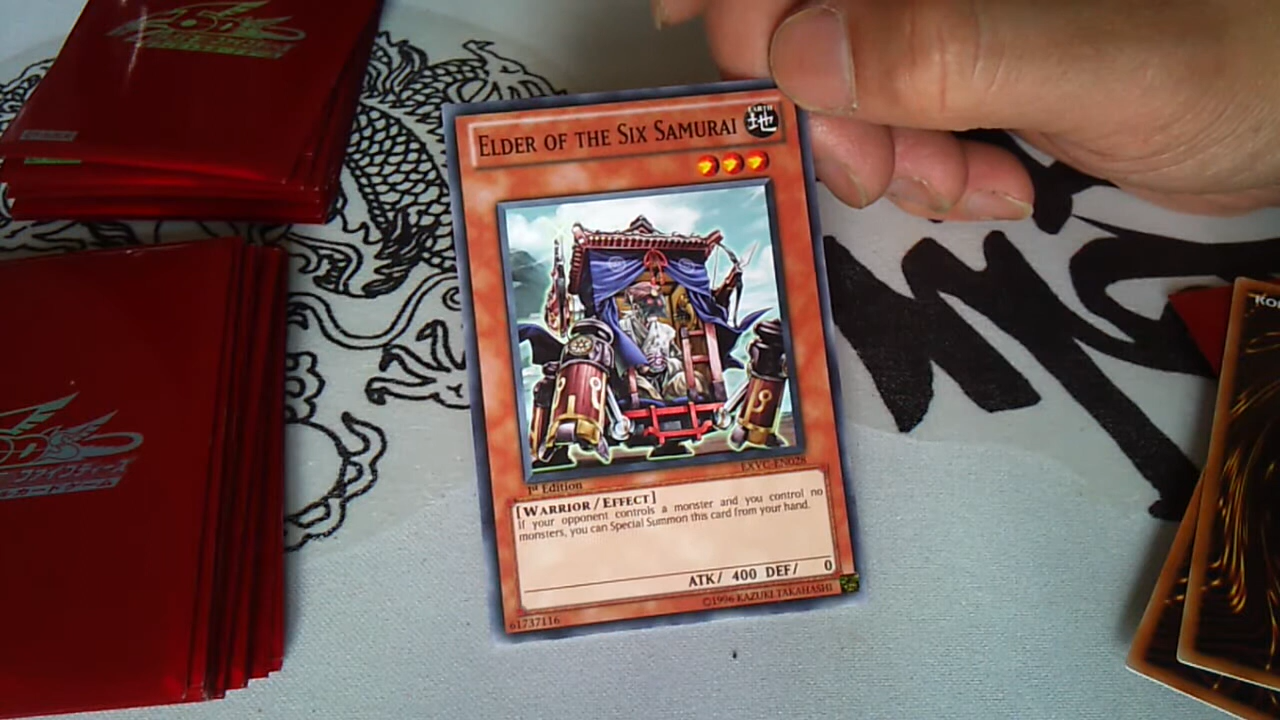 ELDER OF THE SIX SAMURAI
EARTH
地
EXVC-EN028
1st Edition
[WARRIOR/EFFECT]
If your opponent controls a monster and you control no
monsters, you can Special Summon this card from your hand.
ATK/ 400 DEF/ 0
61737116
©1996 KAZUKI TAKAHASHI
KO